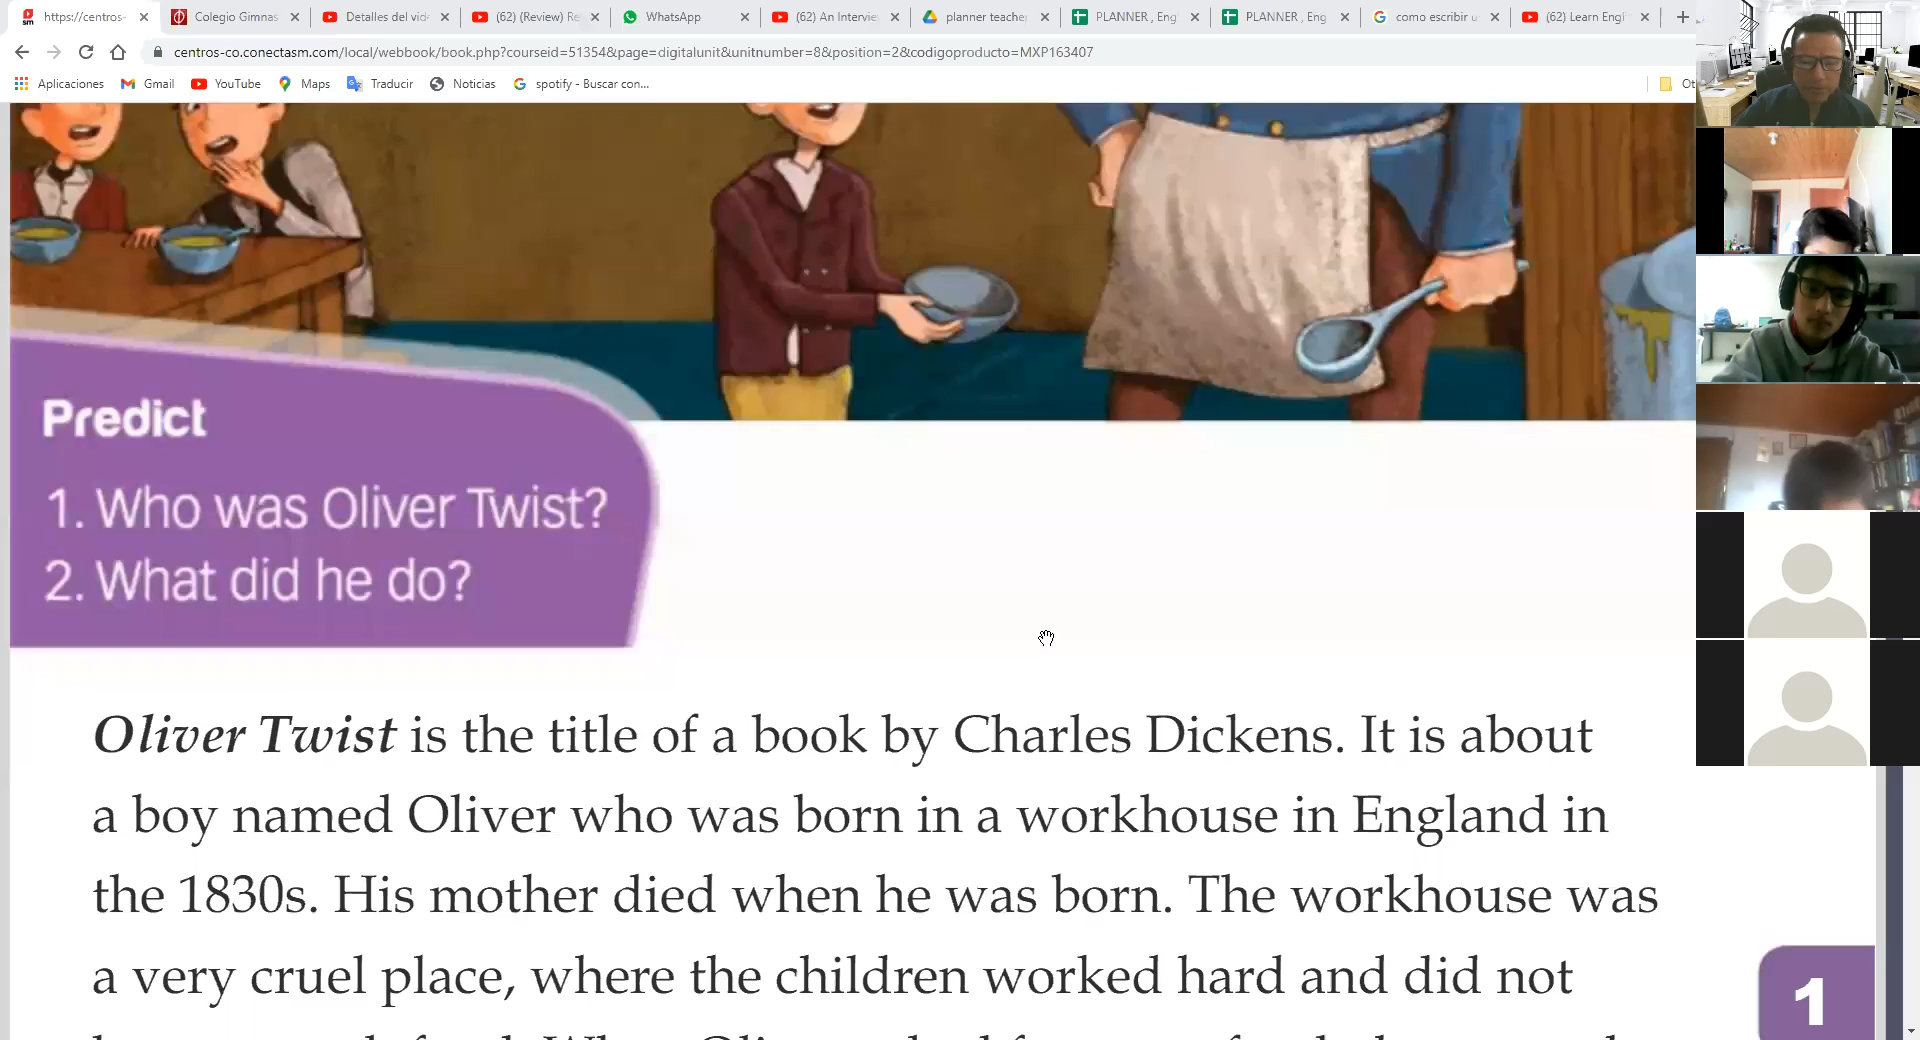 https://centros-
Colegio Gimnas
Detalles del vide
(62) (Review) Re
WhatsApp
(62) An Intervie
planner teache
PLANNER , Eng
PLANNER , Eng
como escribir u
(62) Learn Engl
centros-co.conectasm.com/local/webbook/book.php?courseid=51354&page=digitalunit&unitnumber=8&position=2&codigoproducto=MXP163407
Aplicaciones
Gmail
YouTube
Maps
Traducir
Noticias
spotify - Buscar con...
Ot
Predict
1. Who was Oliver Twist?
2. What did he do?
Oliver Twist is the title of a book by Charles Dickens. It is about
a boy named Oliver who was born in a workhouse in England in
the 1830s. His mother died when he was born. The workhouse was
a very cruel place, where the children worked hard and did not
1